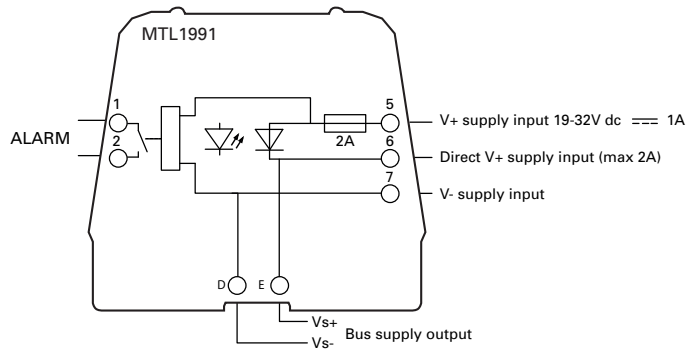 MTL1991
1
2
ALARM
2A
5
V+ supply input 19-32V dc ⎓ 1A
6
Direct V+ supply input (max 2A)
7
V- supply input
D
E
Vs+
Vs-
Bus supply output